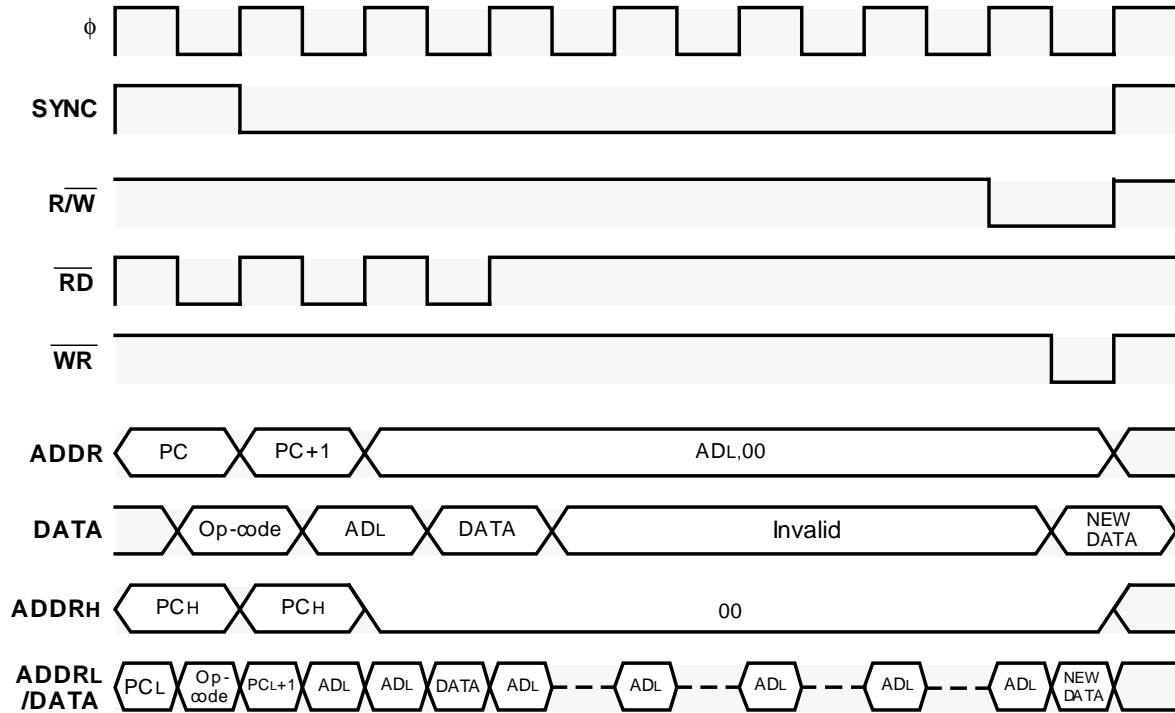 ϕ
SYNC
R/W
RD
WR
ADDR PC PC+1 ADL,00
DATA Op-code ADL DATA Invalid NEW DATA
ADDRH PCH PCH 00
ADDRL /DATA PCL Op-code PCL+1 ADL ADL DATA ADL ADL ADL ADL ADL NEW DATA